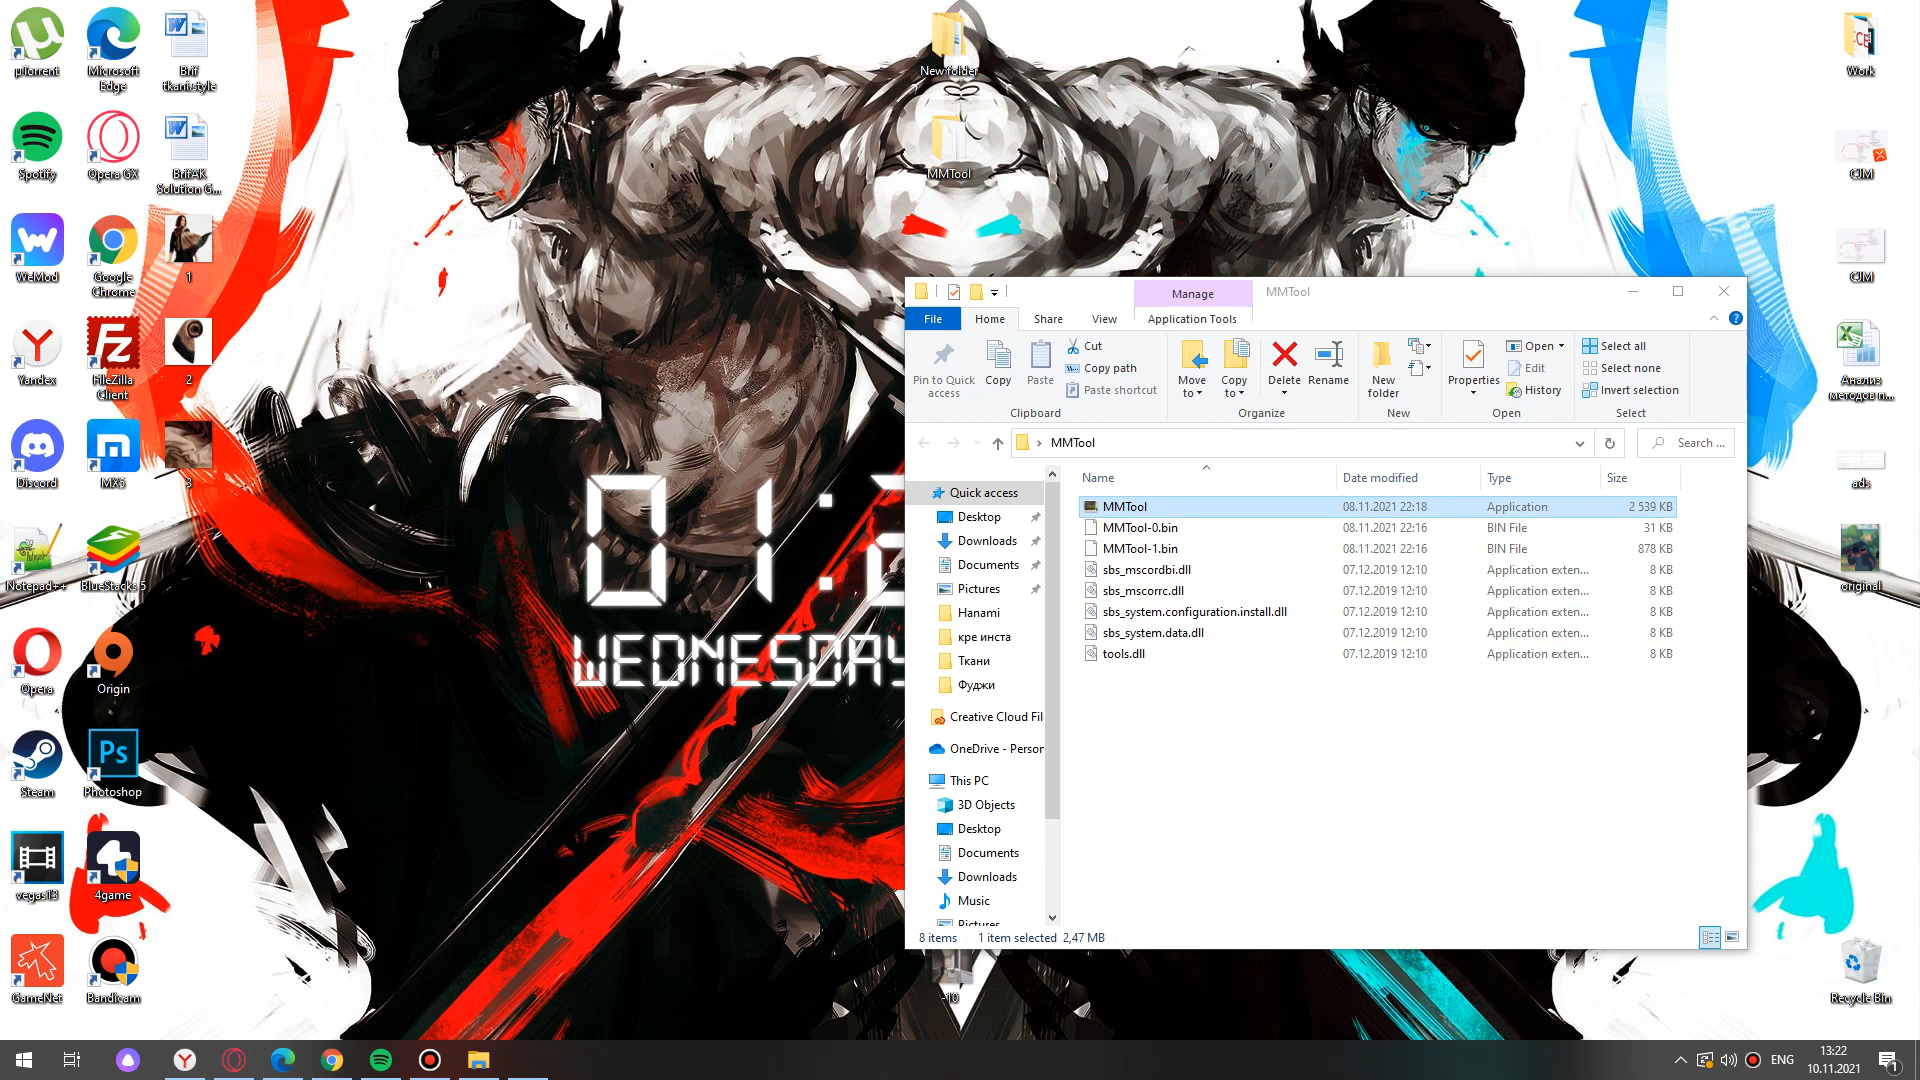 µTorrent
Microsoft Edge
Brif tkani.style
Spotify
Opera GX
BrifAK Solution G...
WeMod
Google Chrome
1
Yandex
FileZilla Client
2
Discord
MX5
3
Notepad++
BlueStacks 5
Opera
Origin
Steam
Ps
Photoshop
vegas13
4game
GameNet
Bandicam
New folder
MMTool
-10
01:2
WEDNESDAY
Work
CJM
CJM
Анализ методов п...
ads
original
Recycle Bin
Manage
MMTool
File
Home
Share
View
Application Tools
Pin to Quick access
Copy
Paste
Cut
Copy path
Paste shortcut
Clipboard
Move to
Copy to
Delete
Rename
Organize
New folder
New
Properties
Open
Edit
History
Open
Select all
Select none
Invert selection
Select
MMTool
Search ...
Quick access
Desktop
Downloads
Documents
Pictures
Hanami
кре инста
Ткани
Фуджи
Creative Cloud Fil
OneDrive - Person
This PC
3D Objects
Desktop
Documents
Downloads
Music
Pictures
Name Date modified Type Size
MMTool 08.11.2021 22:18 Application 2 539 KB
MMTool-0.bin 08.11.2021 22:16 BIN File 31 KB
MMTool-1.bin 08.11.2021 22:16 BIN File 878 KB
sbs_mscordbi.dll 07.12.2019 12:10 Application exten... 8 KB
sbs_mscorrc.dll 07.12.2019 12:10 Application exten... 8 KB
sbs_system.configuration.install.dll 07.12.2019 12:10 Application exten... 8 KB
sbs_system.data.dll 07.12.2019 12:10 Application exten... 8 KB
tools.dll 07.12.2019 12:10 Application exten... 8 KB
8 items 1 item selected 2,47 MB
ENG
13:22
10.11.2021
1